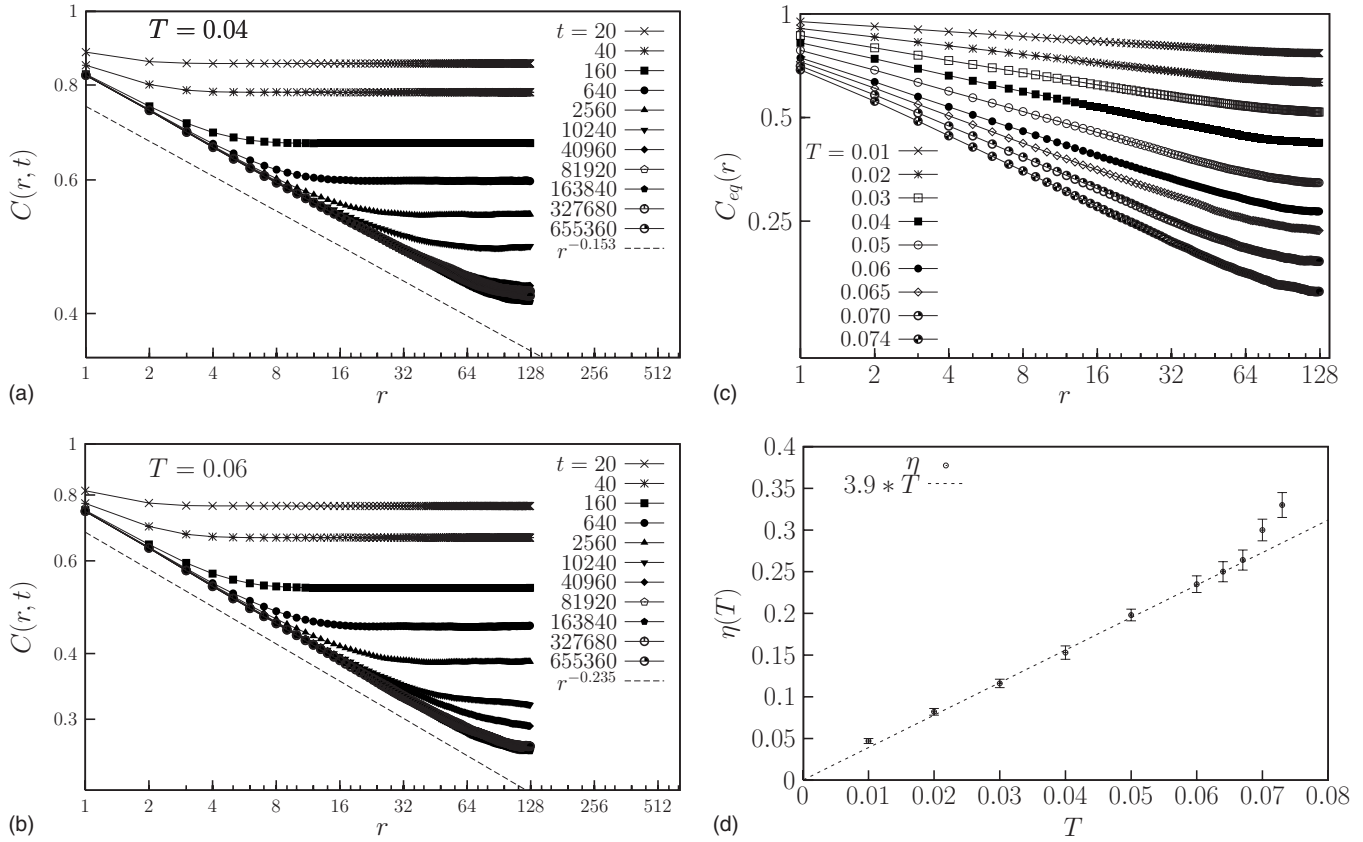 T = 0.04
C(r, t)
1
0.8
0.6
0.4
t = 20
40
160
640
2560
10240
40960
81920
163840
327680
655360
r^{-0.153}
1 2 4 8 16 32 64 128 256 512
r
(a)
T = 0.06
C(r, t)
1
0.8
0.6
0.4
0.3
t = 20
40
160
640
2560
10240
40960
81920
163840
327680
655360
r^{-0.235}
1 2 4 8 16 32 64 128 256 512
r
(b)
C_{eq}(r)
1
0.5
0.25
T = 0.01
0.02
0.03
0.04
0.05
0.06
0.065
0.070
0.074
1 2 4 8 16 32 64 128
r
(c)
η(T)
0.4
0.35
0.3
0.25
0.2
0.15
0.1
0.05
0
η
3.9 * T
0 0.01 0.02 0.03 0.04 0.05 0.06 0.07 0.08
T
(d)